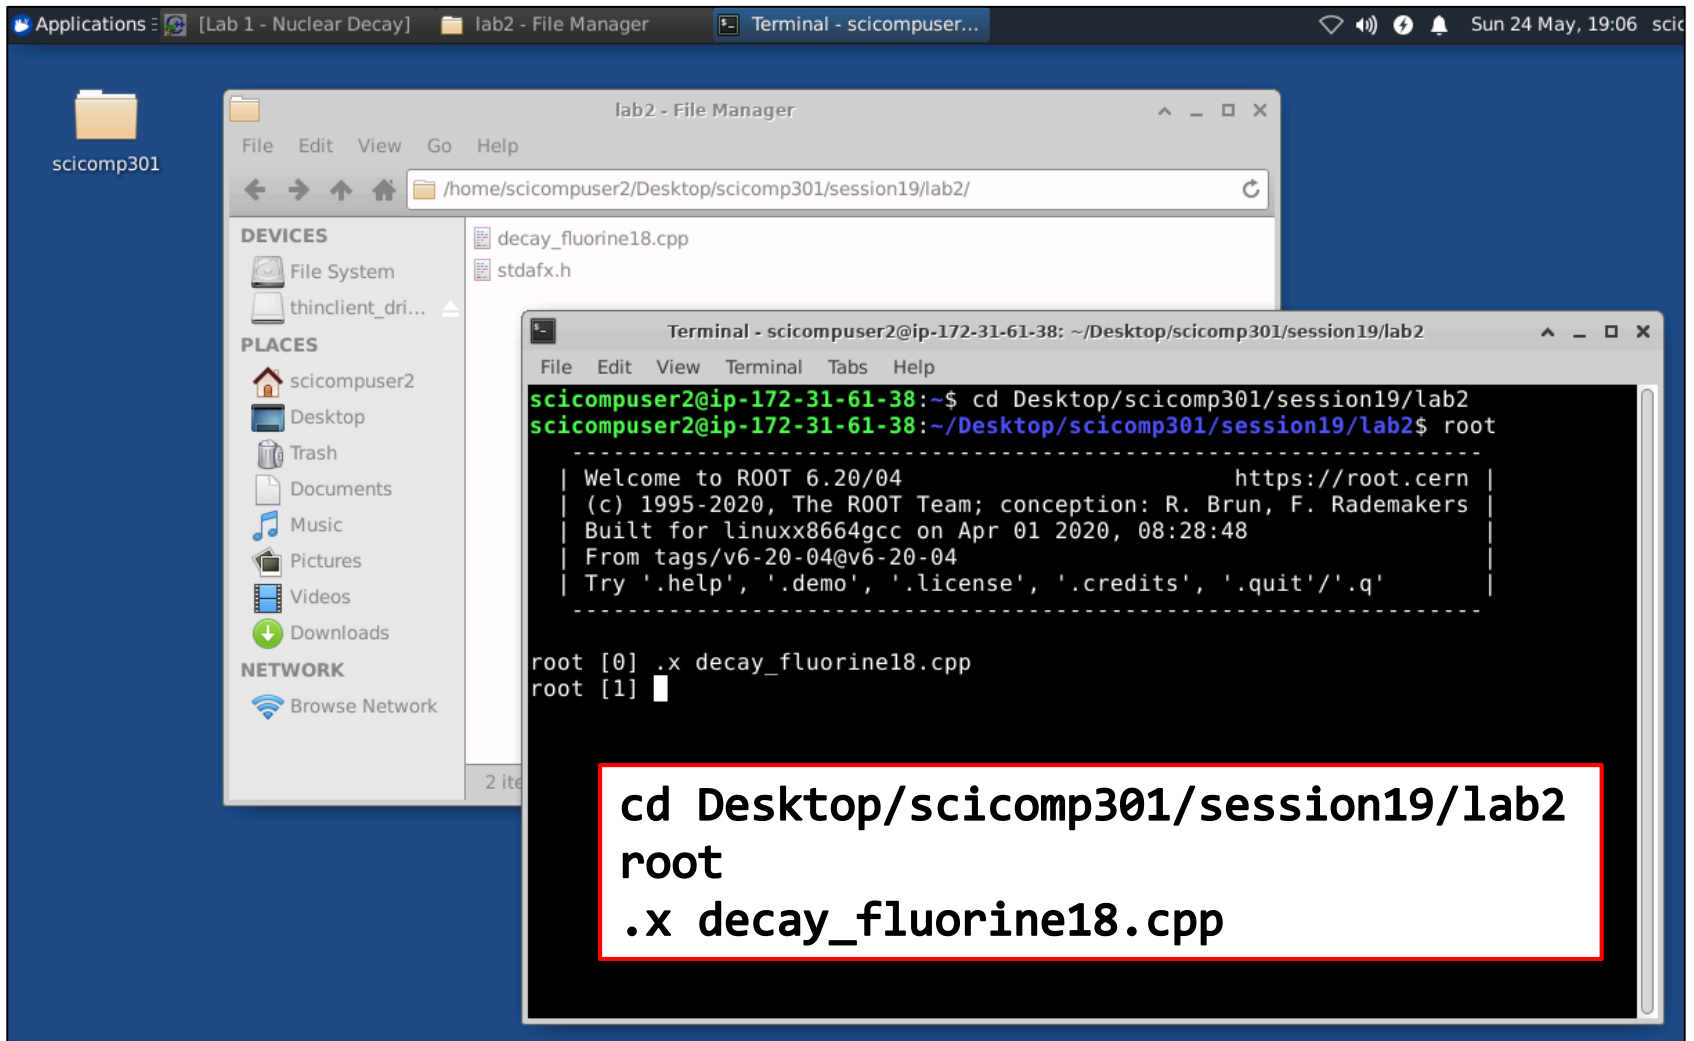 Applications
[Lab 1 - Nuclear Decay]
lab2 - File Manager
Terminal - scicompuser...
Sun 24 May, 19:06
scicomp301
lab2 - File Manager
File Edit View Go Help
/home/scicompuser2/Desktop/scicomp301/session19/lab2/
DEVICES
File System
thinclient_dri...
PLACES
scicompuser2
Desktop
Trash
Documents
Music
Pictures
Videos
Downloads
NETWORK
Browse Network
decay_fluorine18.cpp
stdafx.h
Terminal - scicompuser2@ip-172-31-61-38: ~/Desktop/scicomp301/session19/lab2
File Edit View Terminal Tabs Help
scicompuser2@ip-172-31-61-38:~$ cd Desktop/scicomp301/session19/lab2
scicompuser2@ip-172-31-61-38:~/Desktop/scicomp301/session19/lab2$ root
------------------------------------------------------------------
| Welcome to ROOT 6.20/04 https://root.cern |
| (c) 1995-2020, The ROOT Team; conception: R. Brun, F. Rademakers |
| Built for linuxx8664gcc on Apr 01 2020, 08:28:48 |
| From tags/v6-20-04@v6-20-04 |
| Try '.help', '.demo', '.license', '.credits', '.quit'/'.q' |
------------------------------------------------------------------
root [0] .x decay_fluorine18.cpp
root [1]
cd Desktop/scicomp301/session19/lab2
root
.x decay_fluorine18.cpp